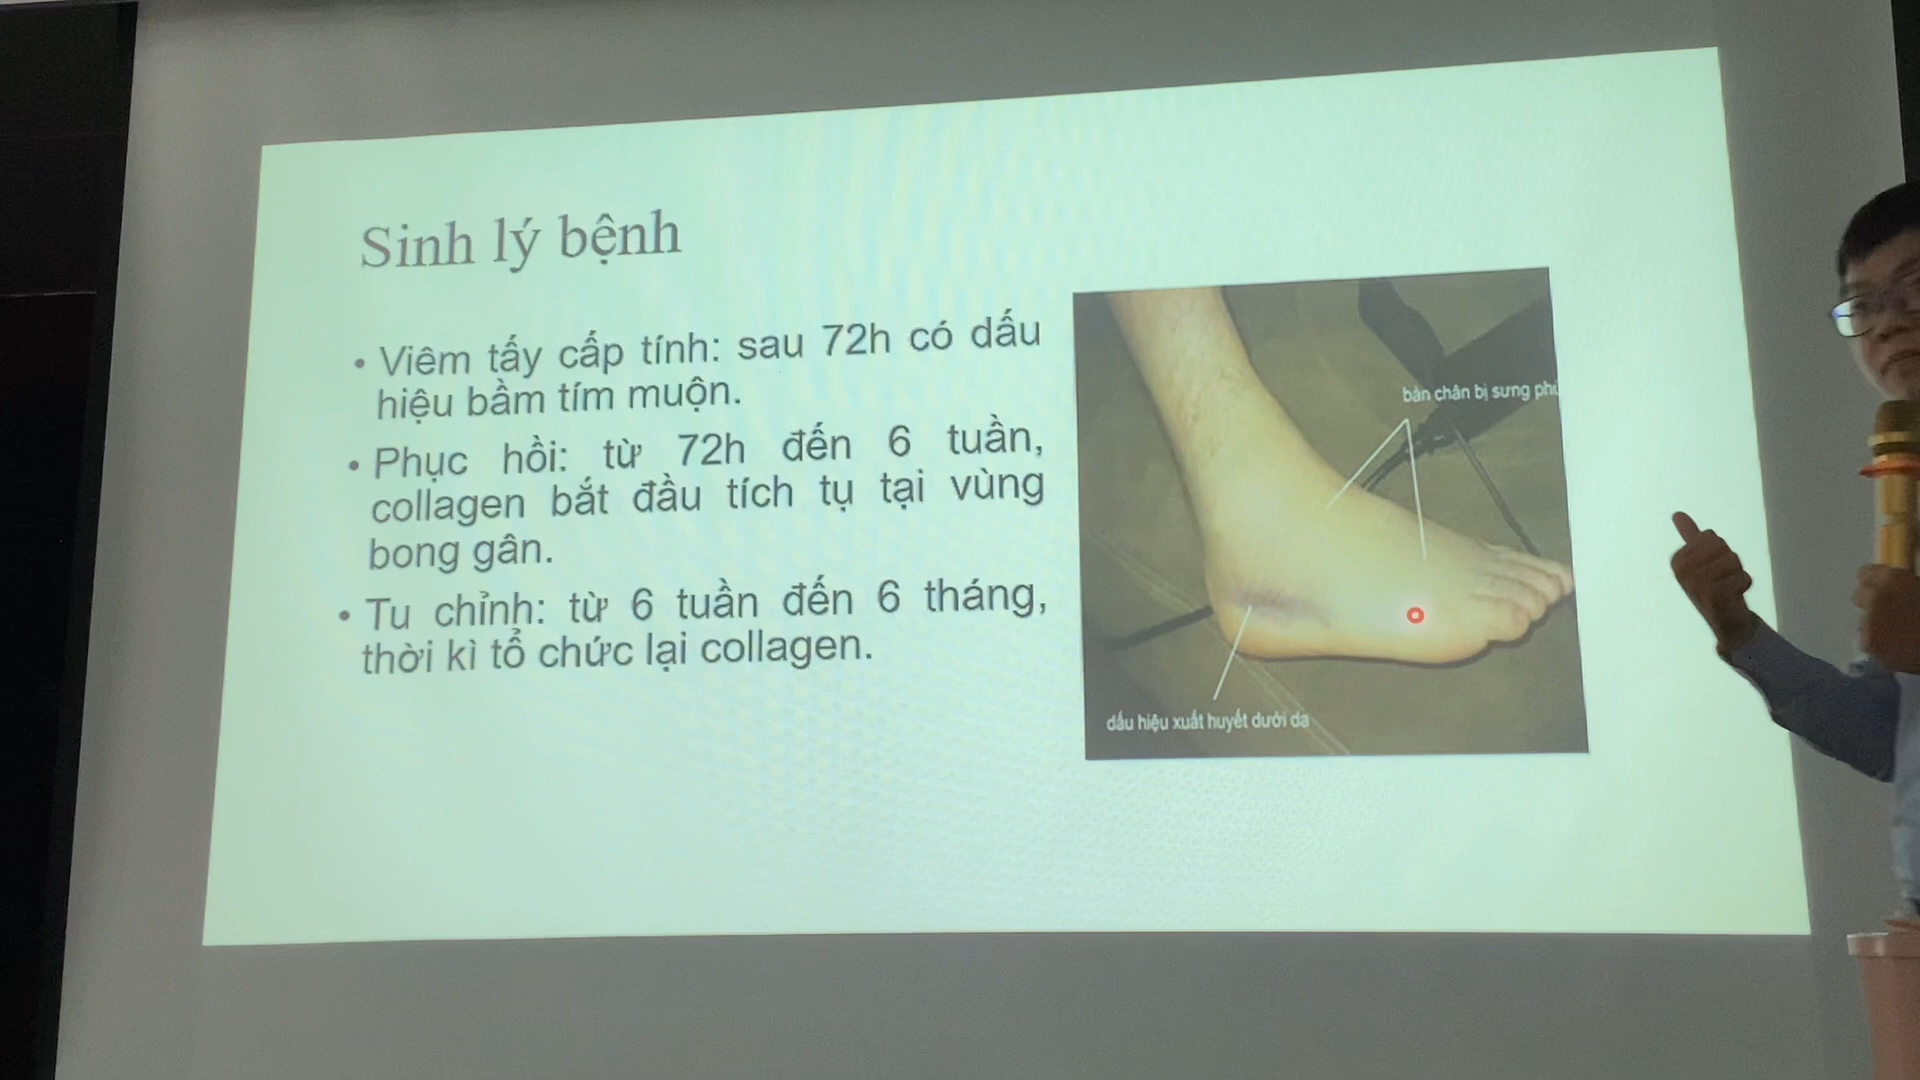 Sinh lý bệnh
• Viêm tấy cấp tính: sau 72h có dấu
hiệu bầm tím muộn.
• Phục hồi: từ 72h đến 6 tuần,
collagen bắt đầu tích tụ tại vùng
bong gân.
• Tu chỉnh: từ 6 tuần đến 6 tháng,
thời kì tổ chức lại collagen.
bàn chân bị sưng phù
dấu hiệu xuất huyết dưới da